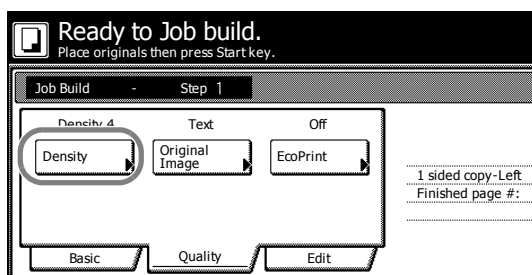 Ready to Job build.
Place originals then press Start key.
Job Build - Step 1
Density 4 Text Off
Density Original Image EcoPrint
1 sided copy-Left
Finished page #:
Basic Quality Edit